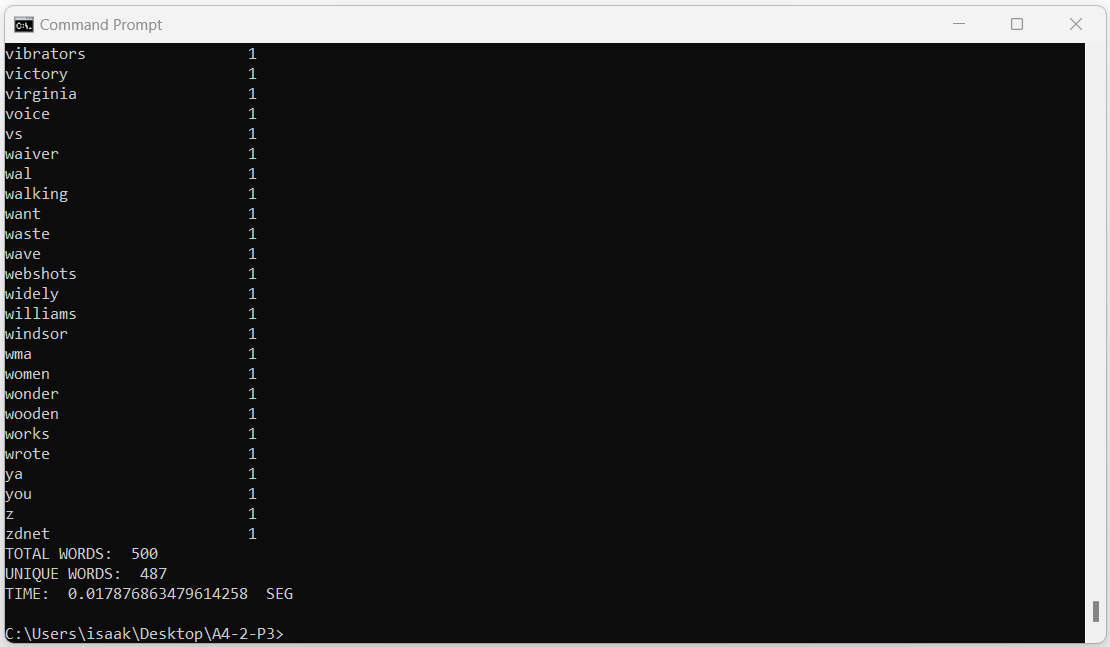 Command Prompt
vibrators 1
victory 1
virginia 1
voice 1
vs 1
waiver 1
wal 1
walking 1
want 1
waste 1
wave 1
webshots 1
widely 1
williams 1
windsor 1
wma 1
women 1
wonder 1
wooden 1
works 1
wrote 1
ya 1
you 1
z 1
zdnet 1
TOTAL WORDS:  500
UNIQUE WORDS:  487
TIME:  0.017876863479614258  SEG
C:\Users\isaak\Desktop\A4-2-P3>